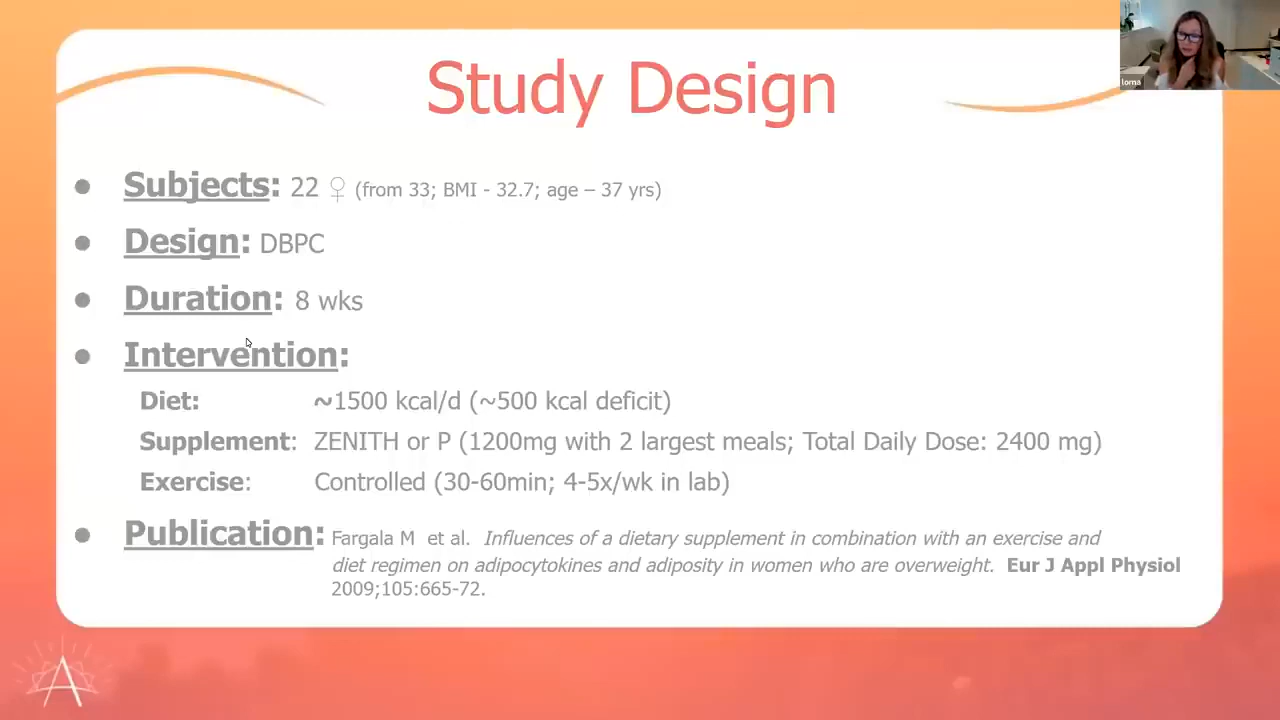 Study Design
lorna
• Subjects: 22 ♀ (from 33; BMI - 32.7; age – 37 yrs)
• Design: DBPC
• Duration: 8 wks
• Intervention:
Diet: ~1500 kcal/d (~500 kcal deficit)
Supplement: ZENITH or P (1200mg with 2 largest meals; Total Daily Dose: 2400 mg)
Exercise: Controlled (30-60min; 4-5x/wk in lab)
• Publication: Fargala M et al. Influences of a dietary supplement in combination with an exercise and
diet regimen on adipocytokines and adiposity in women who are overweight. Eur J Appl Physiol
2009;105:665-72.